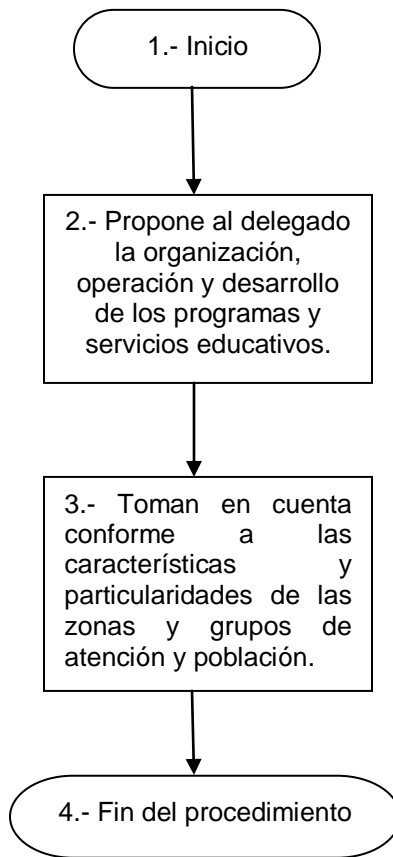 1.- Inicio
2.- Propone al delegado
la organización,
operación y desarrollo
de los programas y
servicios educativos.
3.- Toman en cuenta
conforme a las
características y
particularidades de las
zonas y grupos de
atención y población.
4.- Fin del procedimiento